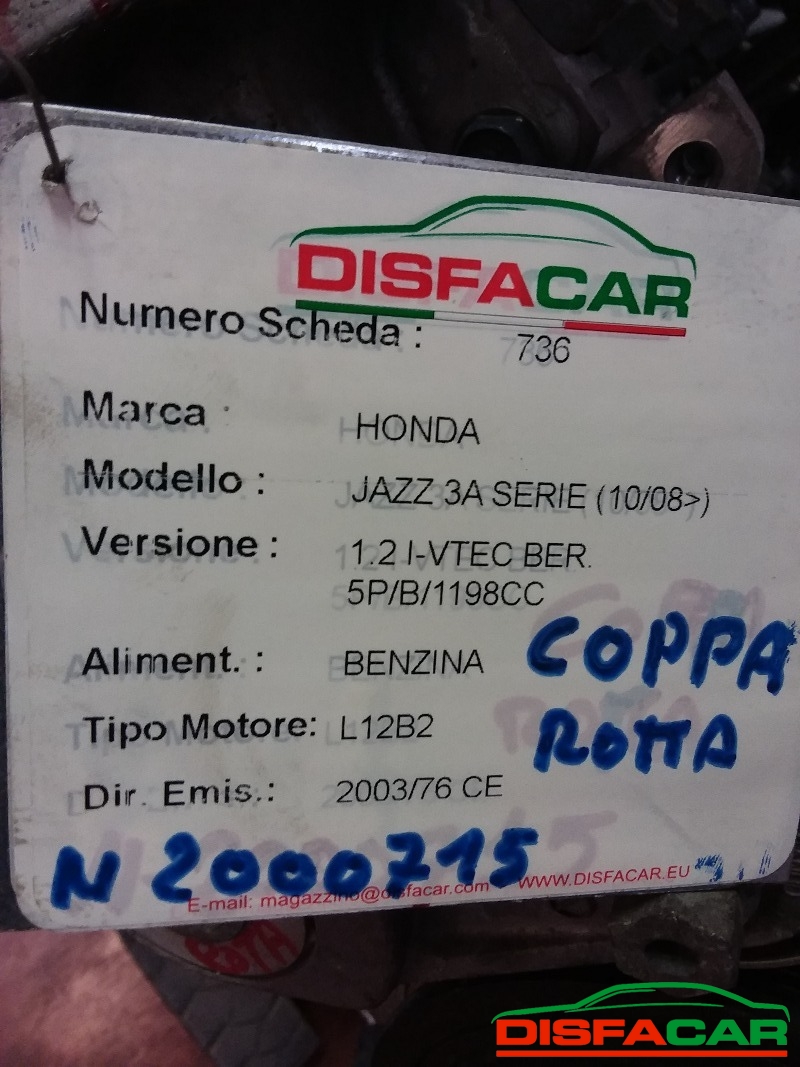 DISFACAR
Numero Scheda : 736
Marca : HONDA
Modello : JAZZ 3A SERIE (10/08>)
Versione : 1.2 I-VTEC BER.
5P/B/1198CC
Aliment. : BENZINA
COPPA
Tipo Motore: L12B2
ROTTA
Dir. Emis.: 2003/76 CE
N 2000715
E-mail: magazzino@disfacar.com WWW.DISFACAR.EU
ROTTA
DISFACAR